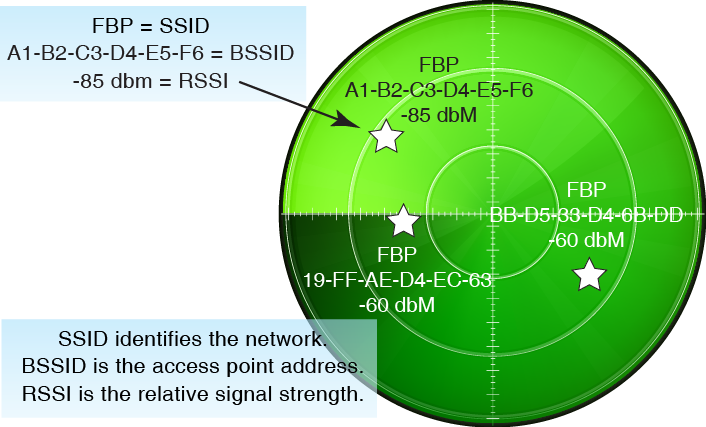 FBP = SSID
A1-B2-C3-D4-E5-F6 = BSSID
-85 dbm = RSSI
FBP
A1-B2-C3-D4-E5-F6
-85 dbM
FBP
BB-D5-33-D4-6B-DD
-60 dbM
FBP
19-FF-AE-D4-EC-63
-60 dbM
SSID identifies the network.
BSSID is the access point address.
RSSI is the relative signal strength.